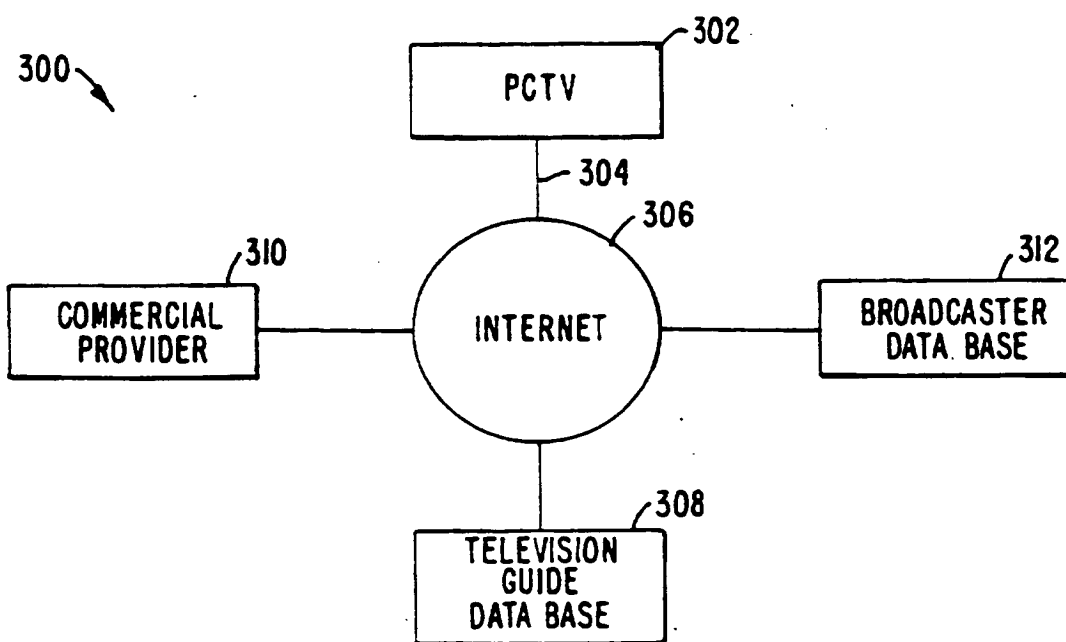 302
300
PCTV
304
306
310
312
COMMERCIAL
PROVIDER
INTERNET
BROADCASTER
DATA BASE
308
TELEVISION
GUIDE
DATA BASE